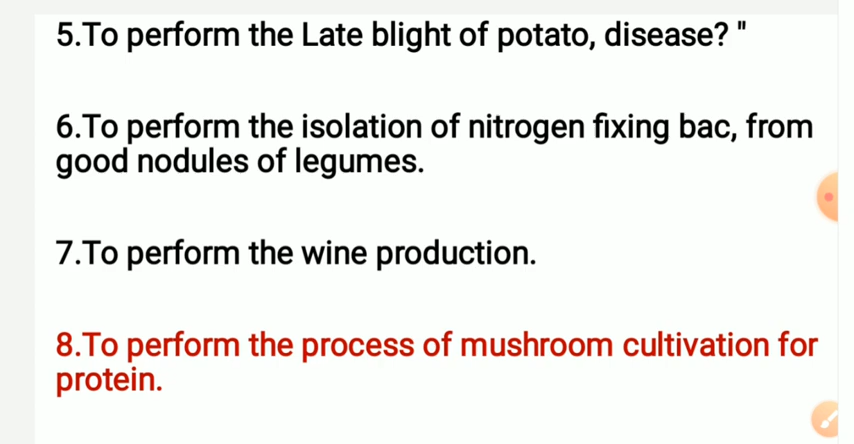 5.To perform the Late blight of potato, disease? "
6.To perform the isolation of nitrogen fixing bac, from
good nodules of legumes.
7.To perform the wine production.
8.To perform the process of mushroom cultivation for
protein.